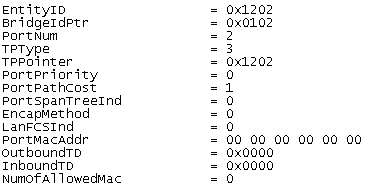 EntityID = 0x1202
BridgeIdPtr = 0x0102
PortNum = 2
TPType = 3
TPPointer = 0x1202
PortPriority = 0
PortPathCost = 1
PortSpanTreeInd = 0
EncapMethod = 0
LanFCSInd = 0
PortMacAddr = 00 00 00 00 00 00
OutboundTD = 0x0000
InboundTD = 0x0000
NumOfAllowedMac = 0